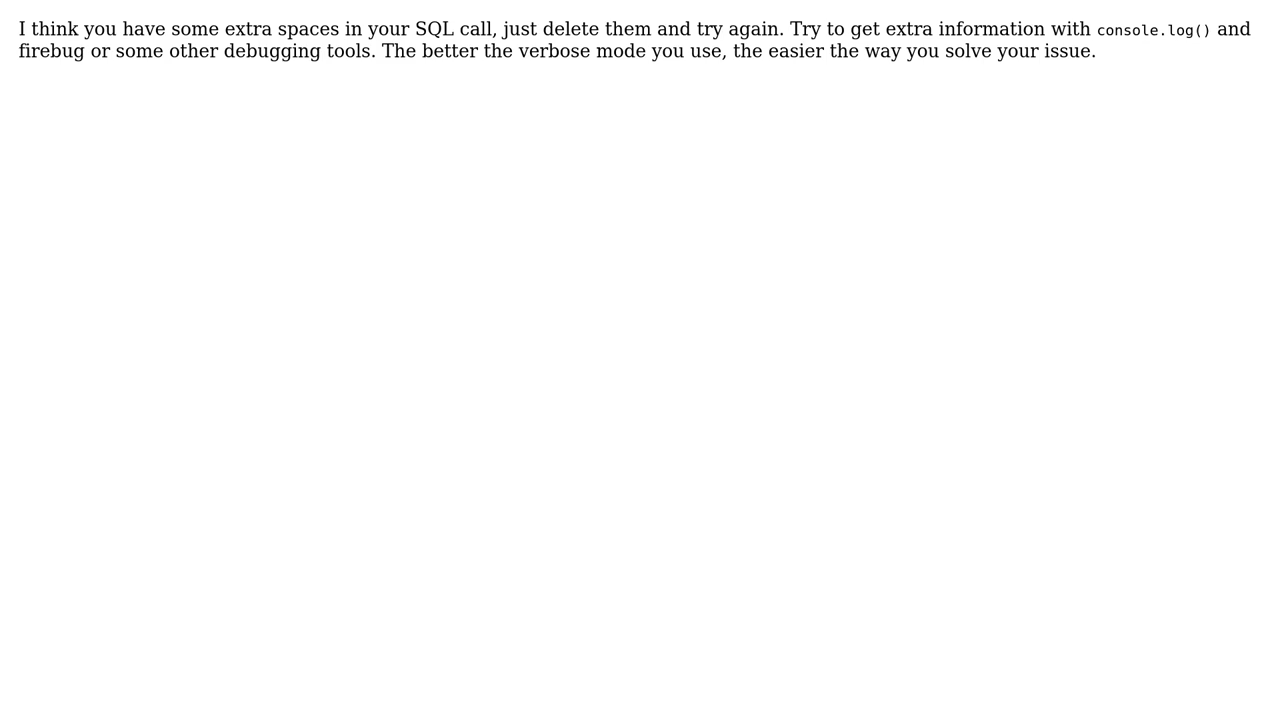 I think you have some extra spaces in your SQL call, just delete them and try again. Try to get extra information with console.log() and
firebug or some other debugging tools. The better the verbose mode you use, the easier the way you solve your issue.